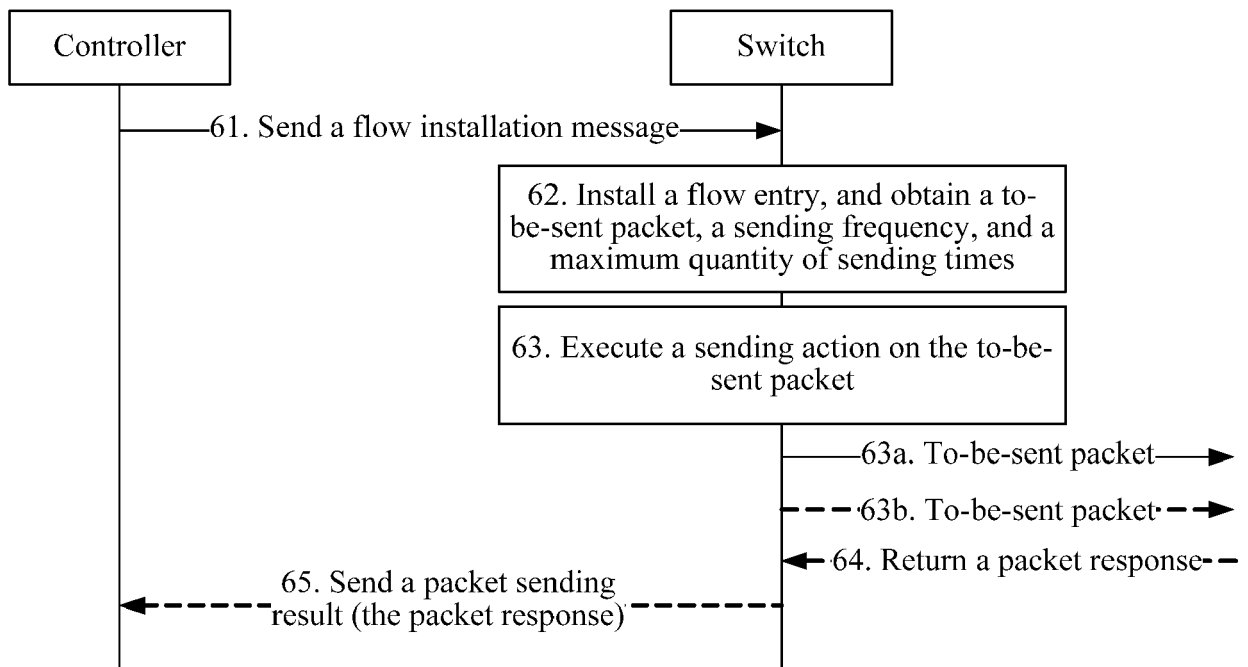 Controller
Switch
61. Send a flow installation message
62. Install a flow entry, and obtain a to-
be-sent packet, a sending frequency, and a
maximum quantity of sending times
63. Execute a sending action on the to-be-
sent packet
63a. To-be-sent packet
63b. To-be-sent packet
64. Return a packet response
65. Send a packet sending
result (the packet response)